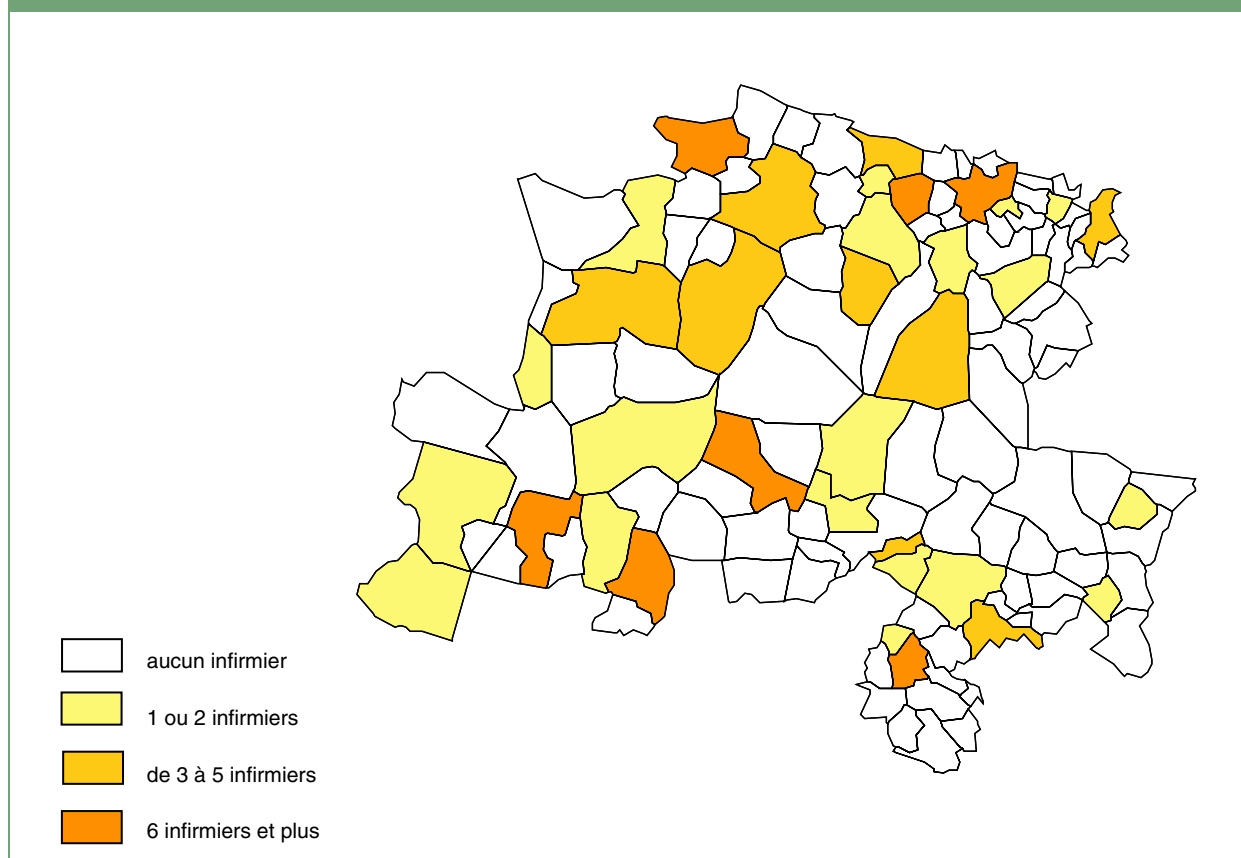 aucun infirmier
1 ou 2 infirmiers
de 3 à 5 infirmiers
6 infirmiers et plus